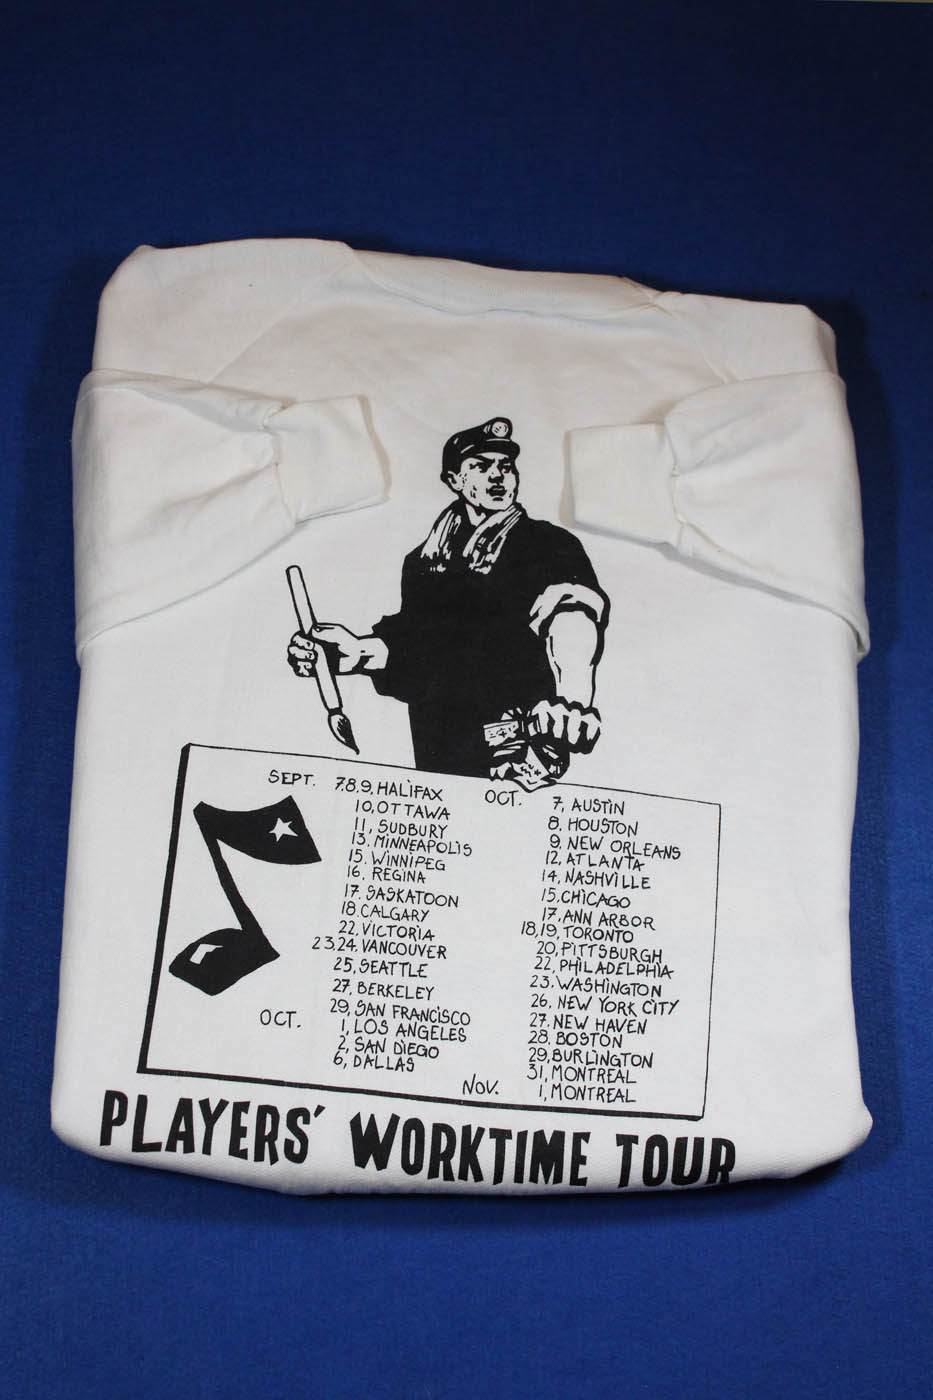 SEPT. 7.8.9, HALIFAX
10, OTTAWA
11, SUDBURY
13. MINNEAPOLIS
15. WINNIPEG
16, REGINA
17. SASKATOON
18. CALGARY
22. VICTORIA
23,24. VANCOUVER
25, SEATTLE
27, BERKELEY
29, SAN FRANCISCO
OCT. 1, LOS ANGELES
2, SAN DIEGO
6, DALLAS
OCT. 7, AUSTIN
8, HOUSTON
9, NEW ORLEANS
12, ATLANTA
14, NASHVILLE
15. CHICAGO
17. ANN ARBOR
18,19, TORONTO
20, PITTSBURGH
22, PHILADELPHIA
23. WASHINGTON
26, NEW YORK CITY
27. NEW HAVEN
28. BOSTON
29, BURLINGTON
31, MONTREAL
NOV. 1, MONTREAL
PLAYERS' WORKTIME TOUR